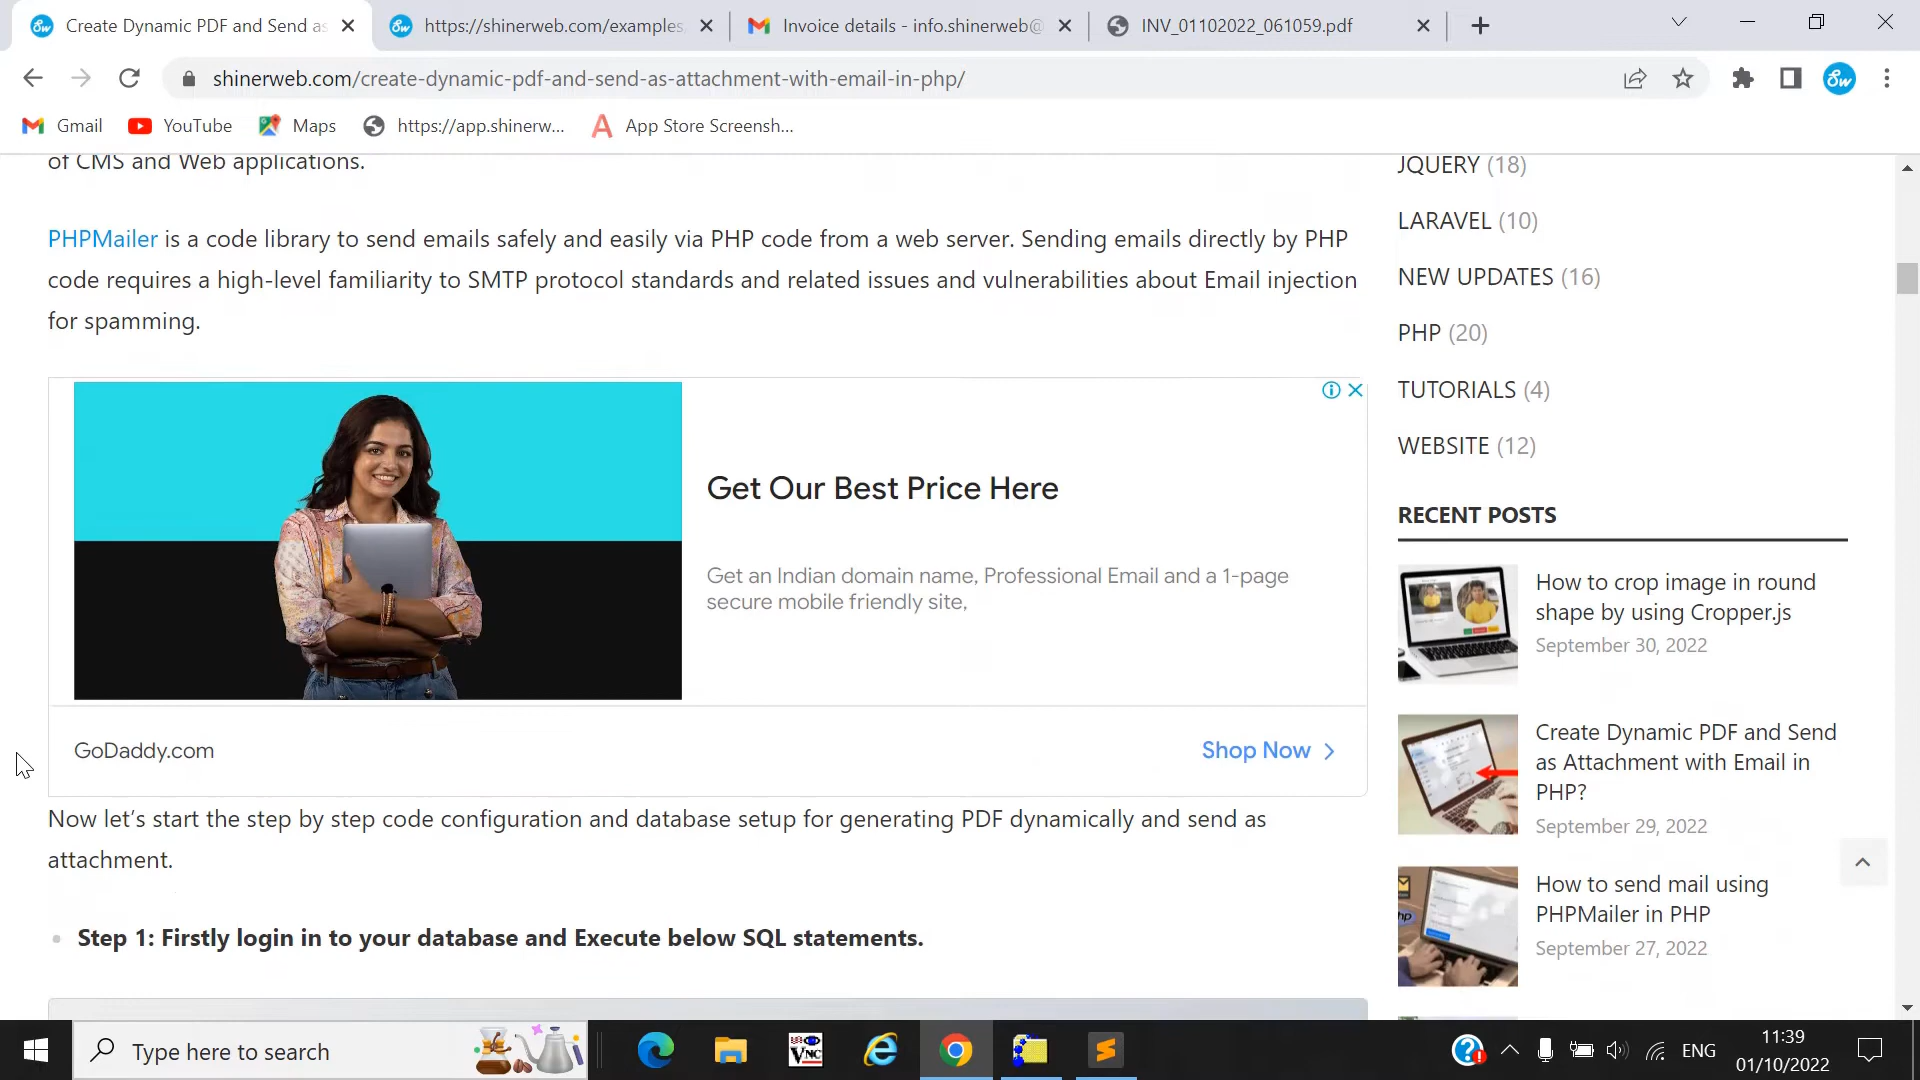 Create Dynamic PDF and Send as
https://shinerweb.com/examples
Invoice details - info.shinerweb@
INV_01102022_061059.pdf
shinerweb.com/create-dynamic-pdf-and-send-as-attachment-with-email-in-php/
Sw
Gmail
YouTube
Maps
https://app.shinerw...
App Store Screensh...
of CMS and Web applications.
PHPMailer is a code library to send emails safely and easily via PHP code from a web server. Sending emails directly by PHP
code requires a high-level familiarity to SMTP protocol standards and related issues and vulnerabilities about Email injection
for spamming.
Get Our Best Price Here
Get an Indian domain name, Professional Email and a 1-page
secure mobile friendly site,
GoDaddy.com
Shop Now
Now let’s start the step by step code configuration and database setup for generating PDF dynamically and send as
attachment.
Step 1: Firstly login in to your database and Execute below SQL statements.
JQUERY (18)
LARAVEL (10)
NEW UPDATES (16)
PHP (20)
TUTORIALS (4)
WEBSITE (12)
RECENT POSTS
How to crop image in round
shape by using Cropper.js
September 30, 2022
Create Dynamic PDF and Send
as Attachment with Email in
PHP?
September 29, 2022
How to send mail using
PHPMailer in PHP
September 27, 2022
Type here to search
VNC
ENG
11:39
01/10/2022